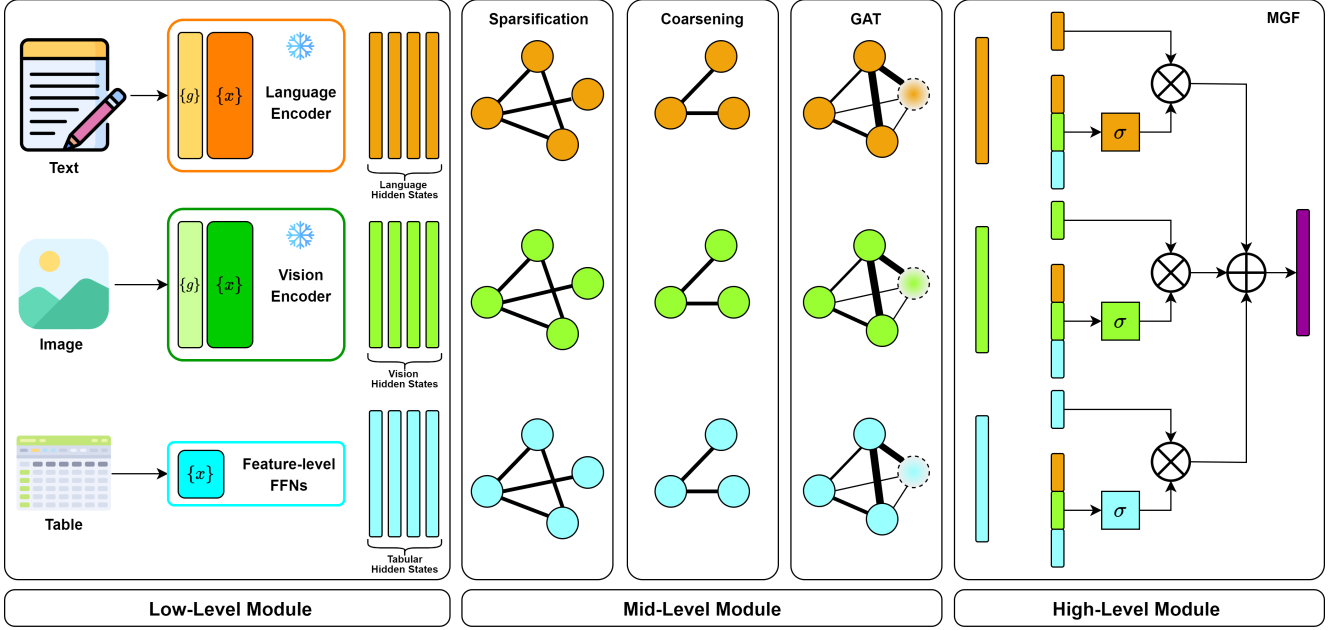 Text
{g}
{x}
Language
Encoder
Language
Hidden States
Image
{g}
{x}
Vision
Encoder
Vision
Hidden States
Table
{x}
Feature-level
FFNs
Tabular
Hidden States
Low-Level Module
Sparsification
Coarsening
GAT
Mid-Level Module
MGF
σ
σ
σ
High-Level Module